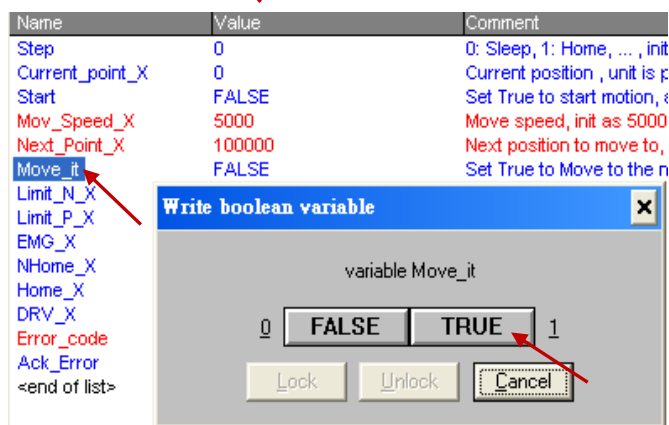 Name Value Comment
Step 0 0: Sleep, 1: Home, ... , init
Current_point_X 0 Current position , unit is p
Start FALSE Set True to start motion, a
Mov_Speed_X 5000 Move speed, init as 5000
Next_Point_X 100000 Next position to move to,
Move_it FALSE Set True to Move to the n
Limit_N_X
Limit_P_X
EMG_X
NHome_X
Home_X
DRV_X
Error_code
Ack_Error
<end of list>
Write boolean variable
variable Move_it
0 FALSE TRUE 1
Lock Unlock Cancel